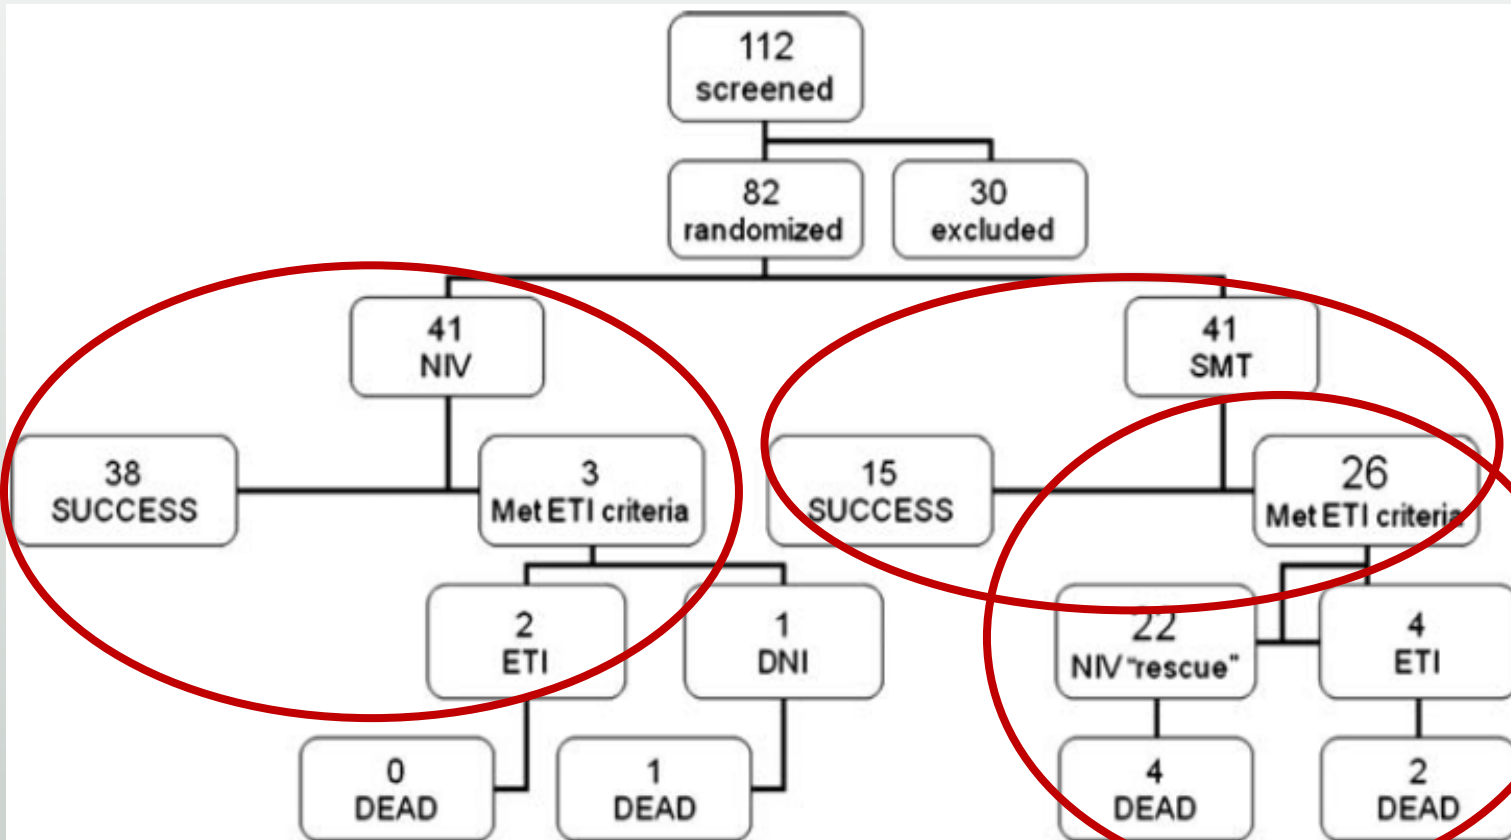 112
screened
82
randomized
30
excluded
41
NIV
41
SMT
38
SUCCESS
3
Met ETI criteria
15
SUCCESS
26
Met ETI criteria
2
ETI
1
DNI
22
NIV "rescue"
4
ETI
0
DEAD
1
DEAD
4
DEAD
2
DEAD